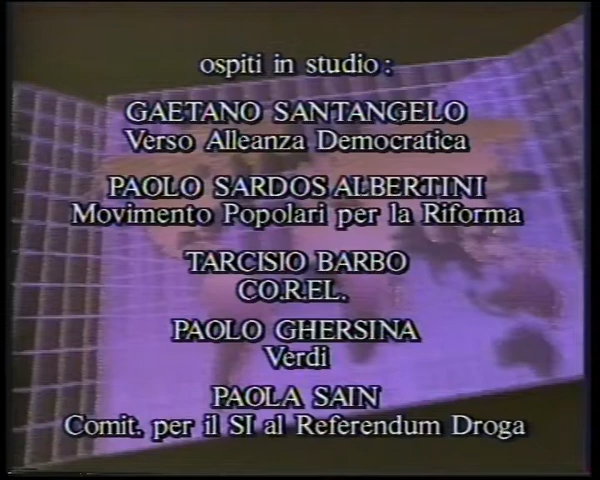 ospiti in studio :
GAETANO SANTANGELO
Verso Alleanza Democratica
PAOLO SARDOS ALBERTINI
Movimento Popolari per la Riforma
TARCISIO BARBO
CO.REL.
PAOLO GHERSINA
Verdi
PAOLA SAIN
Comit. per il SI al Referendum Droga